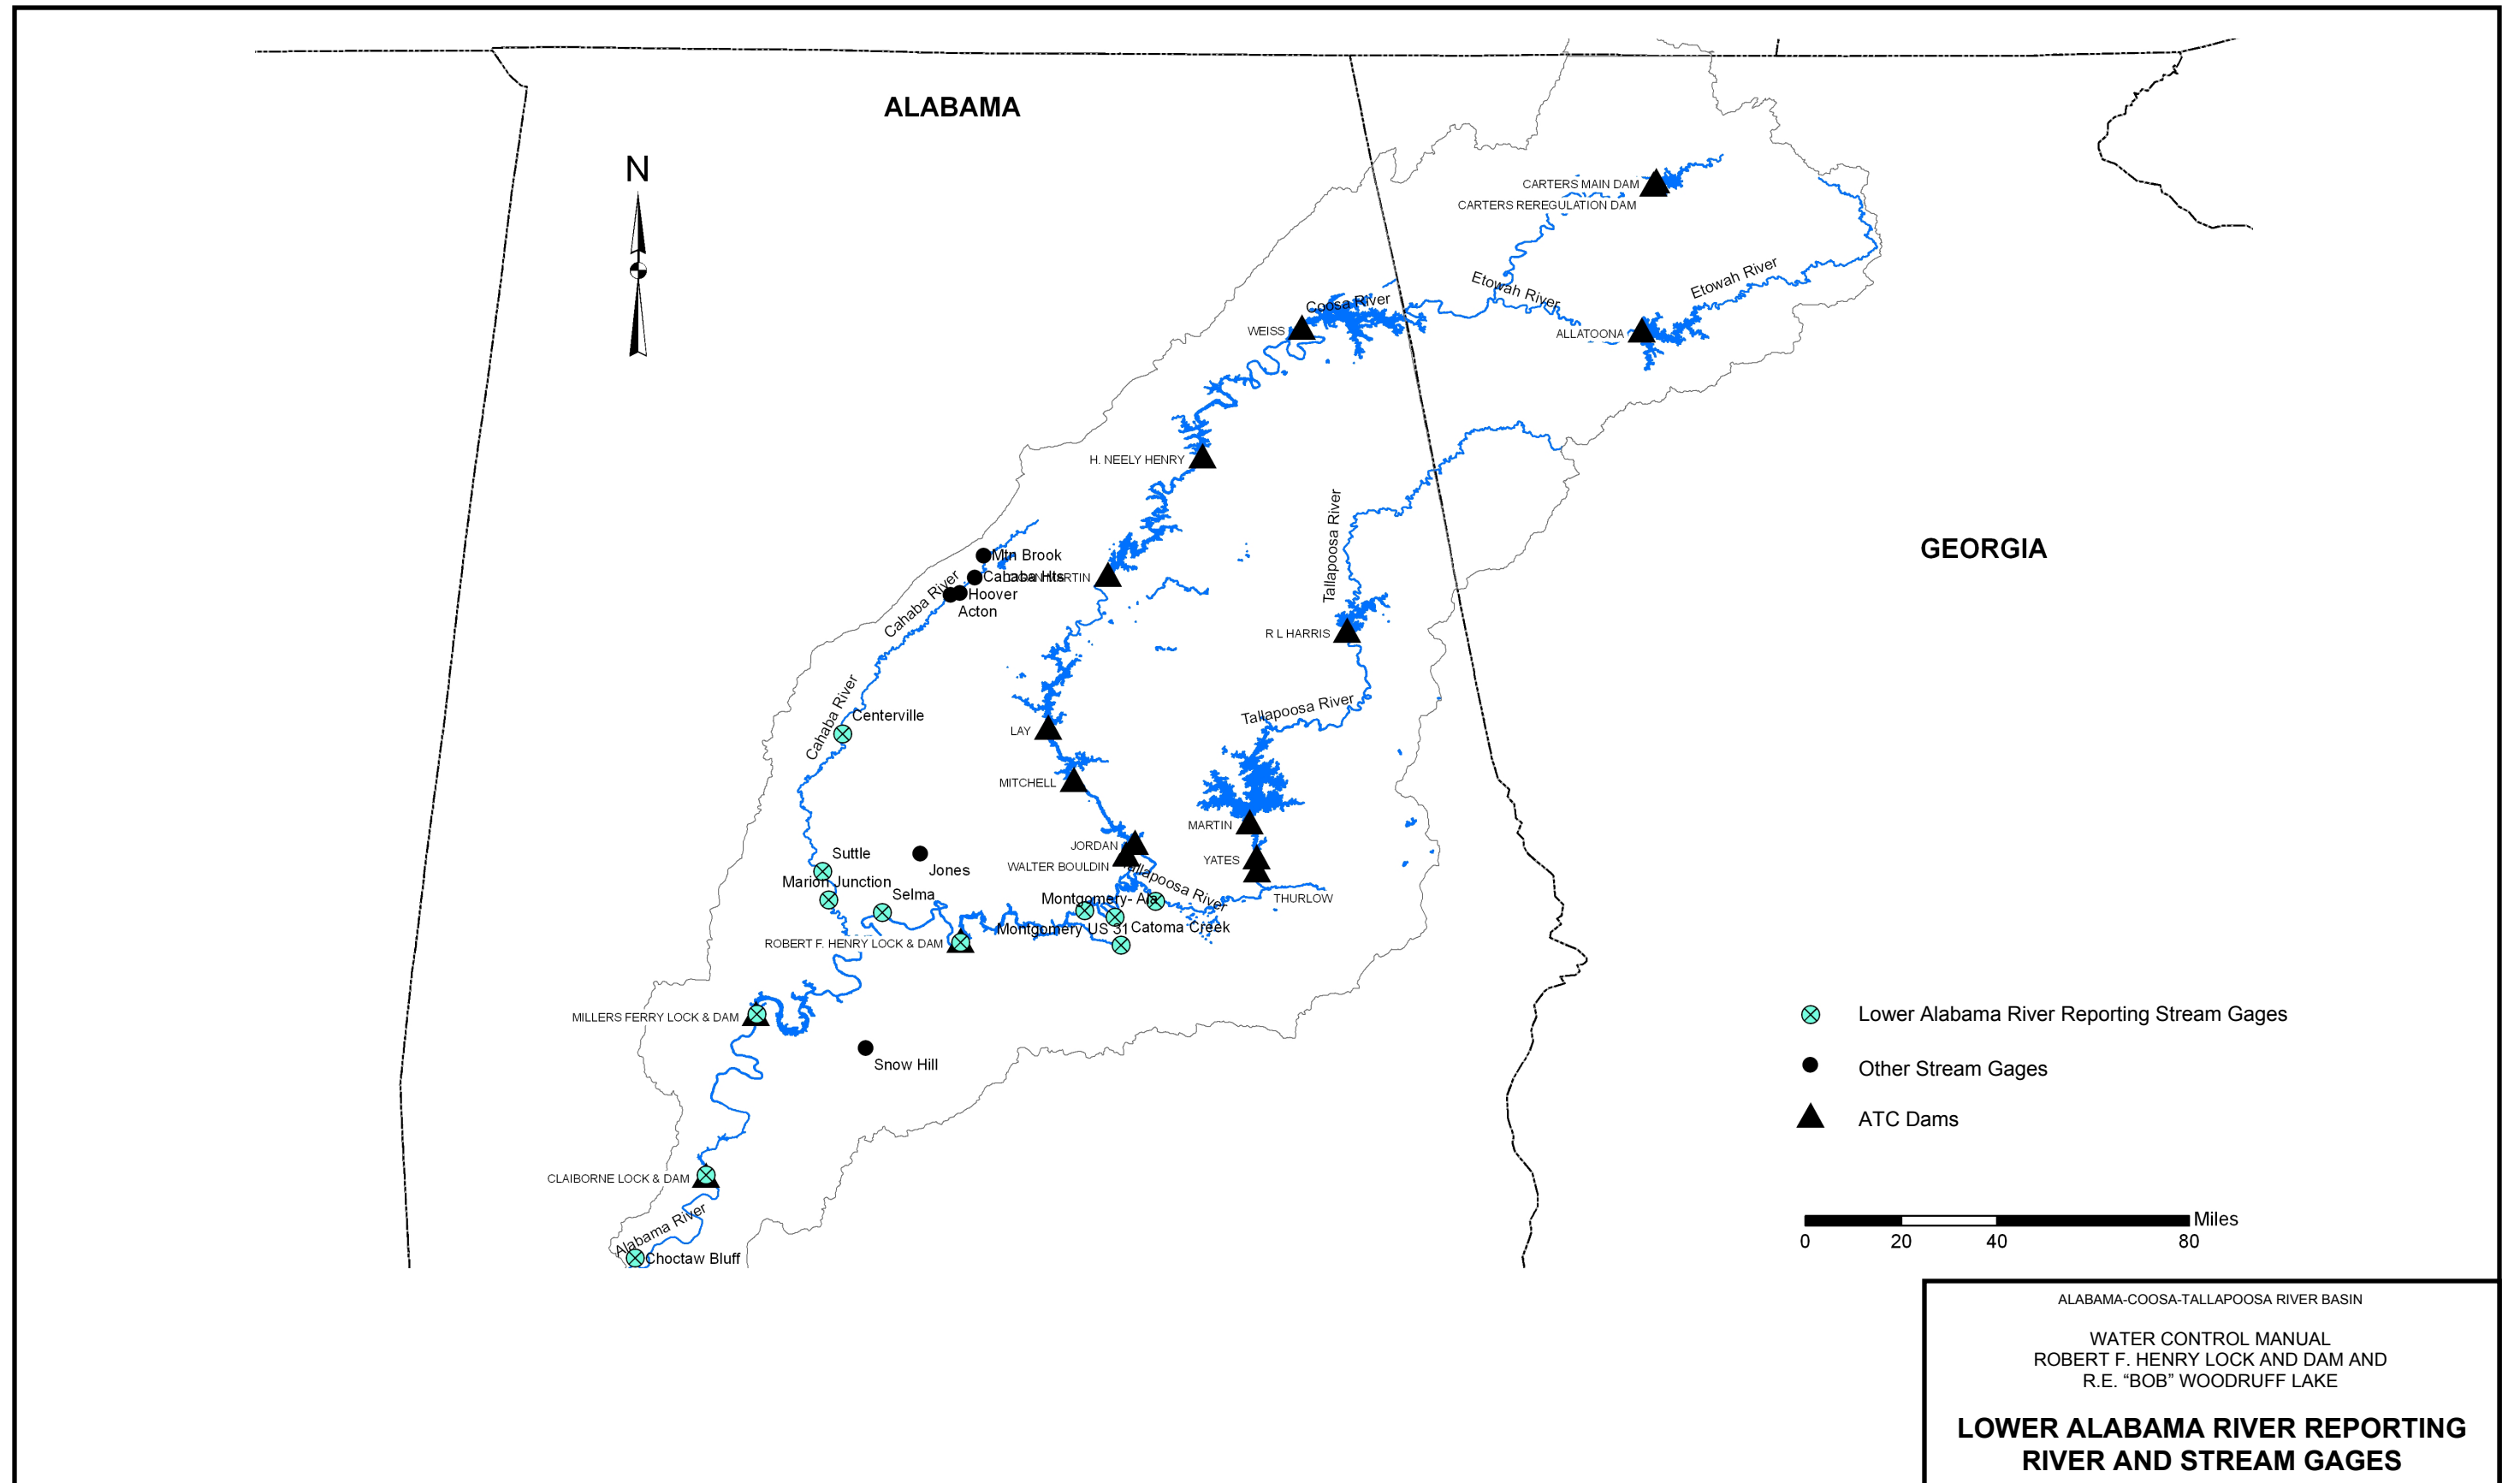 ALABAMA
N
CARTERS MAIN DAM
CARTERS REREGULATION DAM
Etowah River
Etowah River
Coosa River
WEISS
ALLATOONA
H. NEELY HENRY
Tallapoosa River
GEORGIA
Mtn Brook
Cahaba Hts
MARTIN
Hoover
Acton
Cahaba River
R L HARRIS
Cahaba River
Centerville
Tallapoosa River
LAY
MITCHELL
MARTIN
JORDAN
WALTER BOULDIN
YATES
Suttle
Jones
Marion Junction
Selma
Tallapoosa River
THURLOW
Montgomery- Ala
Montgomery US 31
Catoma Creek
ROBERT F. HENRY LOCK & DAM
MILLERS FERRY LOCK & DAM
Snow Hill
CLAIBORNE LOCK & DAM
Alabama River
Choctaw Bluff
Lower Alabama River Reporting Stream Gages
Other Stream Gages
ATC Dams
Miles
0 20 40 80
ALABAMA-COOSA-TALLAPOOSA RIVER BASIN
WATER CONTROL MANUAL
ROBERT F. HENRY LOCK AND DAM AND
R.E. “BOB” WOODRUFF LAKE
LOWER ALABAMA RIVER REPORTING
RIVER AND STREAM GAGES